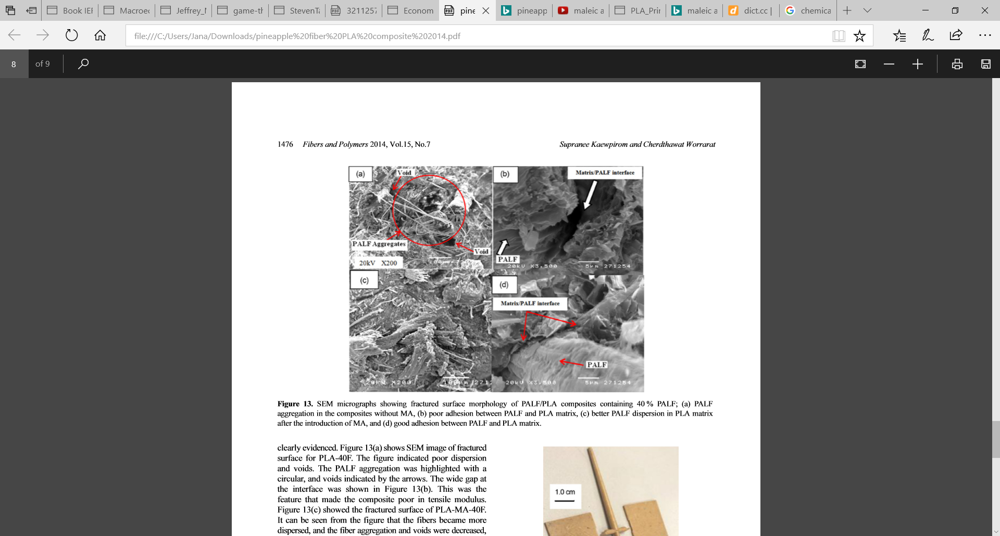 Book IEI
Macroec
Jeffrey_I
game-th
StevenTa
3211257
Econom
pine
pineapp
maleic a
PLA_Prin
maleic a
dict.cc |
chemica
file:///C:/Users/Jana/Downloads/pineapple%20fiber%20PLA%20composite%202014.pdf
8 of 9
1476 Fibers and Polymers 2014, Vol.15, No.7
Supranee Kaewpirom and Cherdthawat Worrarat
(a)
Void
PALF Aggregates
Void
20kV X200
(b)
Matrix/PALF interface
PALF
20kV X3,500 5μm 271254
(c)
20kV X200 100μm 271
(d)
Matrix/PALF interface
PALF
20kV X3,500 5μm 271254
Figure 13. SEM micrographs showing fractured surface morphology of PALF/PLA composites containing 40 % PALF; (a) PALF
aggregation in the composites without MA, (b) poor adhesion between PALF and PLA matrix, (c) better PALF dispersion in PLA matrix
after the introduction of MA, and (d) good adhesion between PALF and PLA matrix.
clearly evidenced. Figure 13(a) shows SEM image of fractured
surface for PLA-40F. The figure indicated poor dispersion
and voids. The PALF aggregation was highlighted with a
circular, and voids indicated by the arrows. The wide gap at
the interface was shown in Figure 13(b). This was the
feature that made the composite poor in tensile modulus.
Figure 13(c) showed the fractured surface of PLA-MA-40F.
It can be seen from the figure that the fibers became more
dispersed, and the fiber aggregation and voids were decreased,
1.0 cm